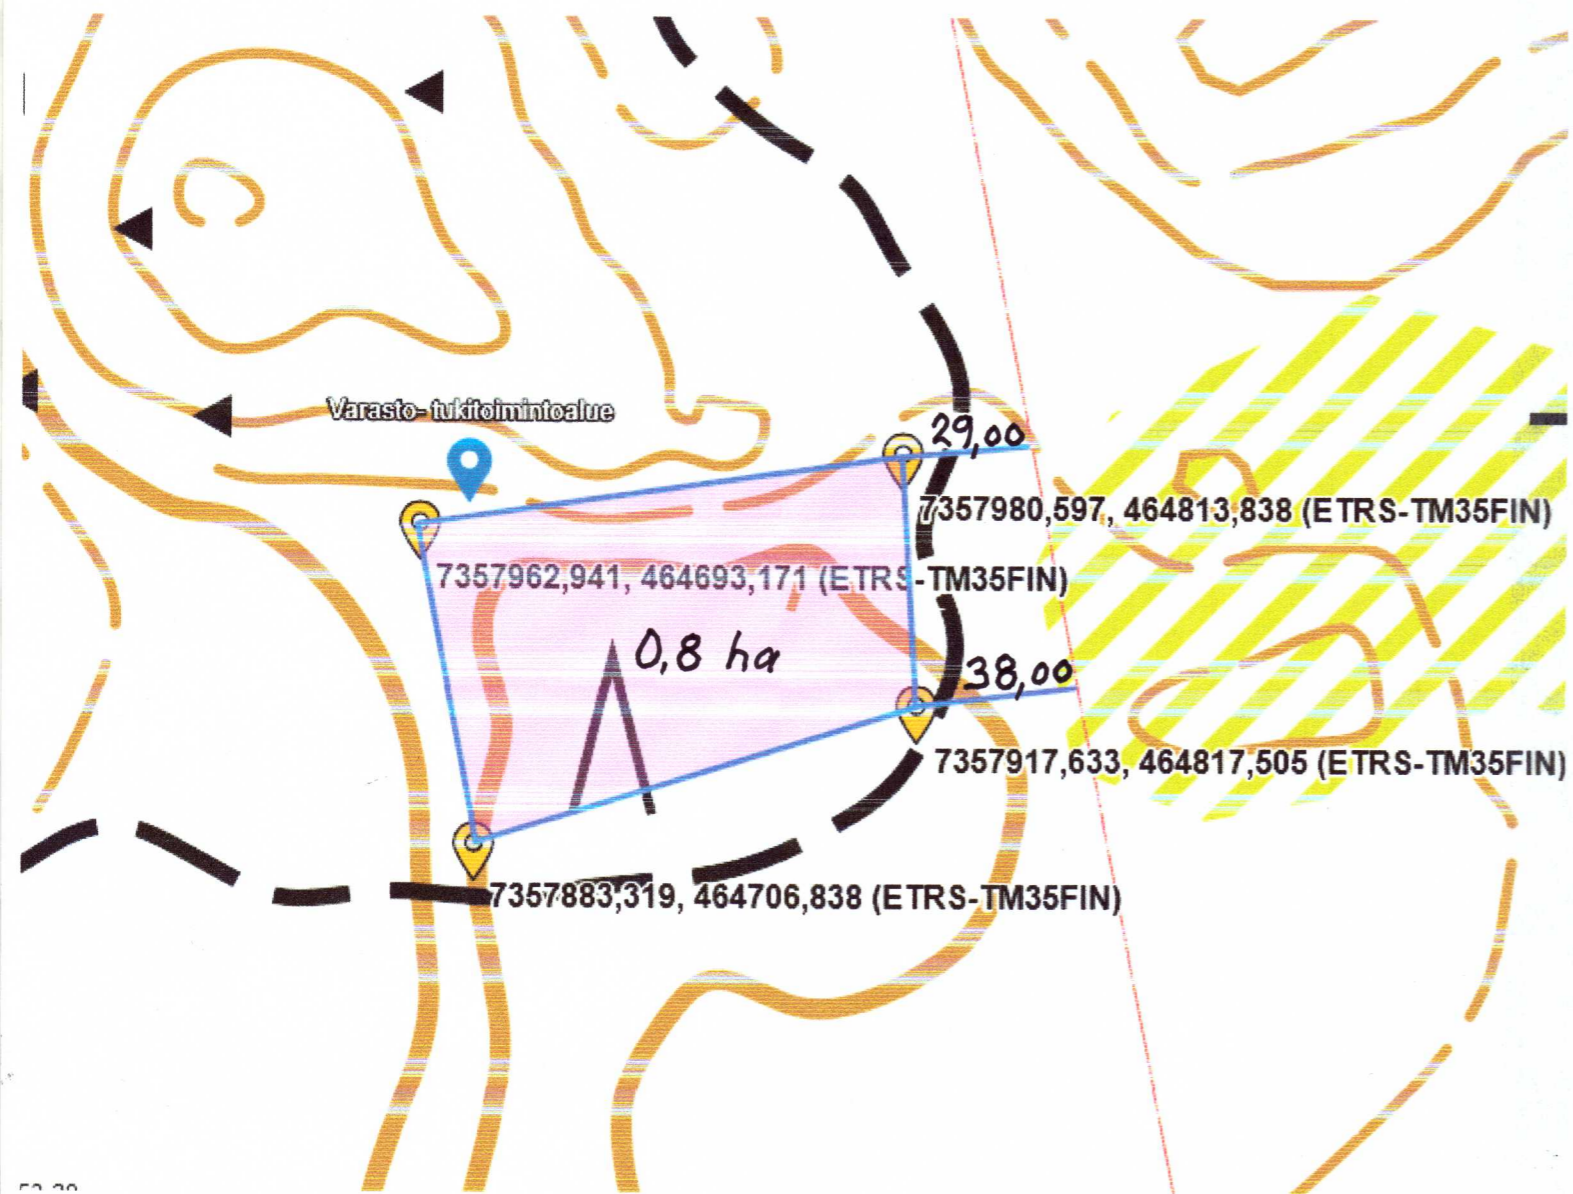 Varasto- tukitoimintoalue
29,00
7357980,597, 464813,838 (ETRS-TM35FIN)
7357962,941, 464693,171 (ETRS-TM35FIN)
0,8 ha
38,00
7357917,633, 464817,505 (ETRS-TM35FIN)
7357883,319, 464706,838 (ETRS-TM35FIN)